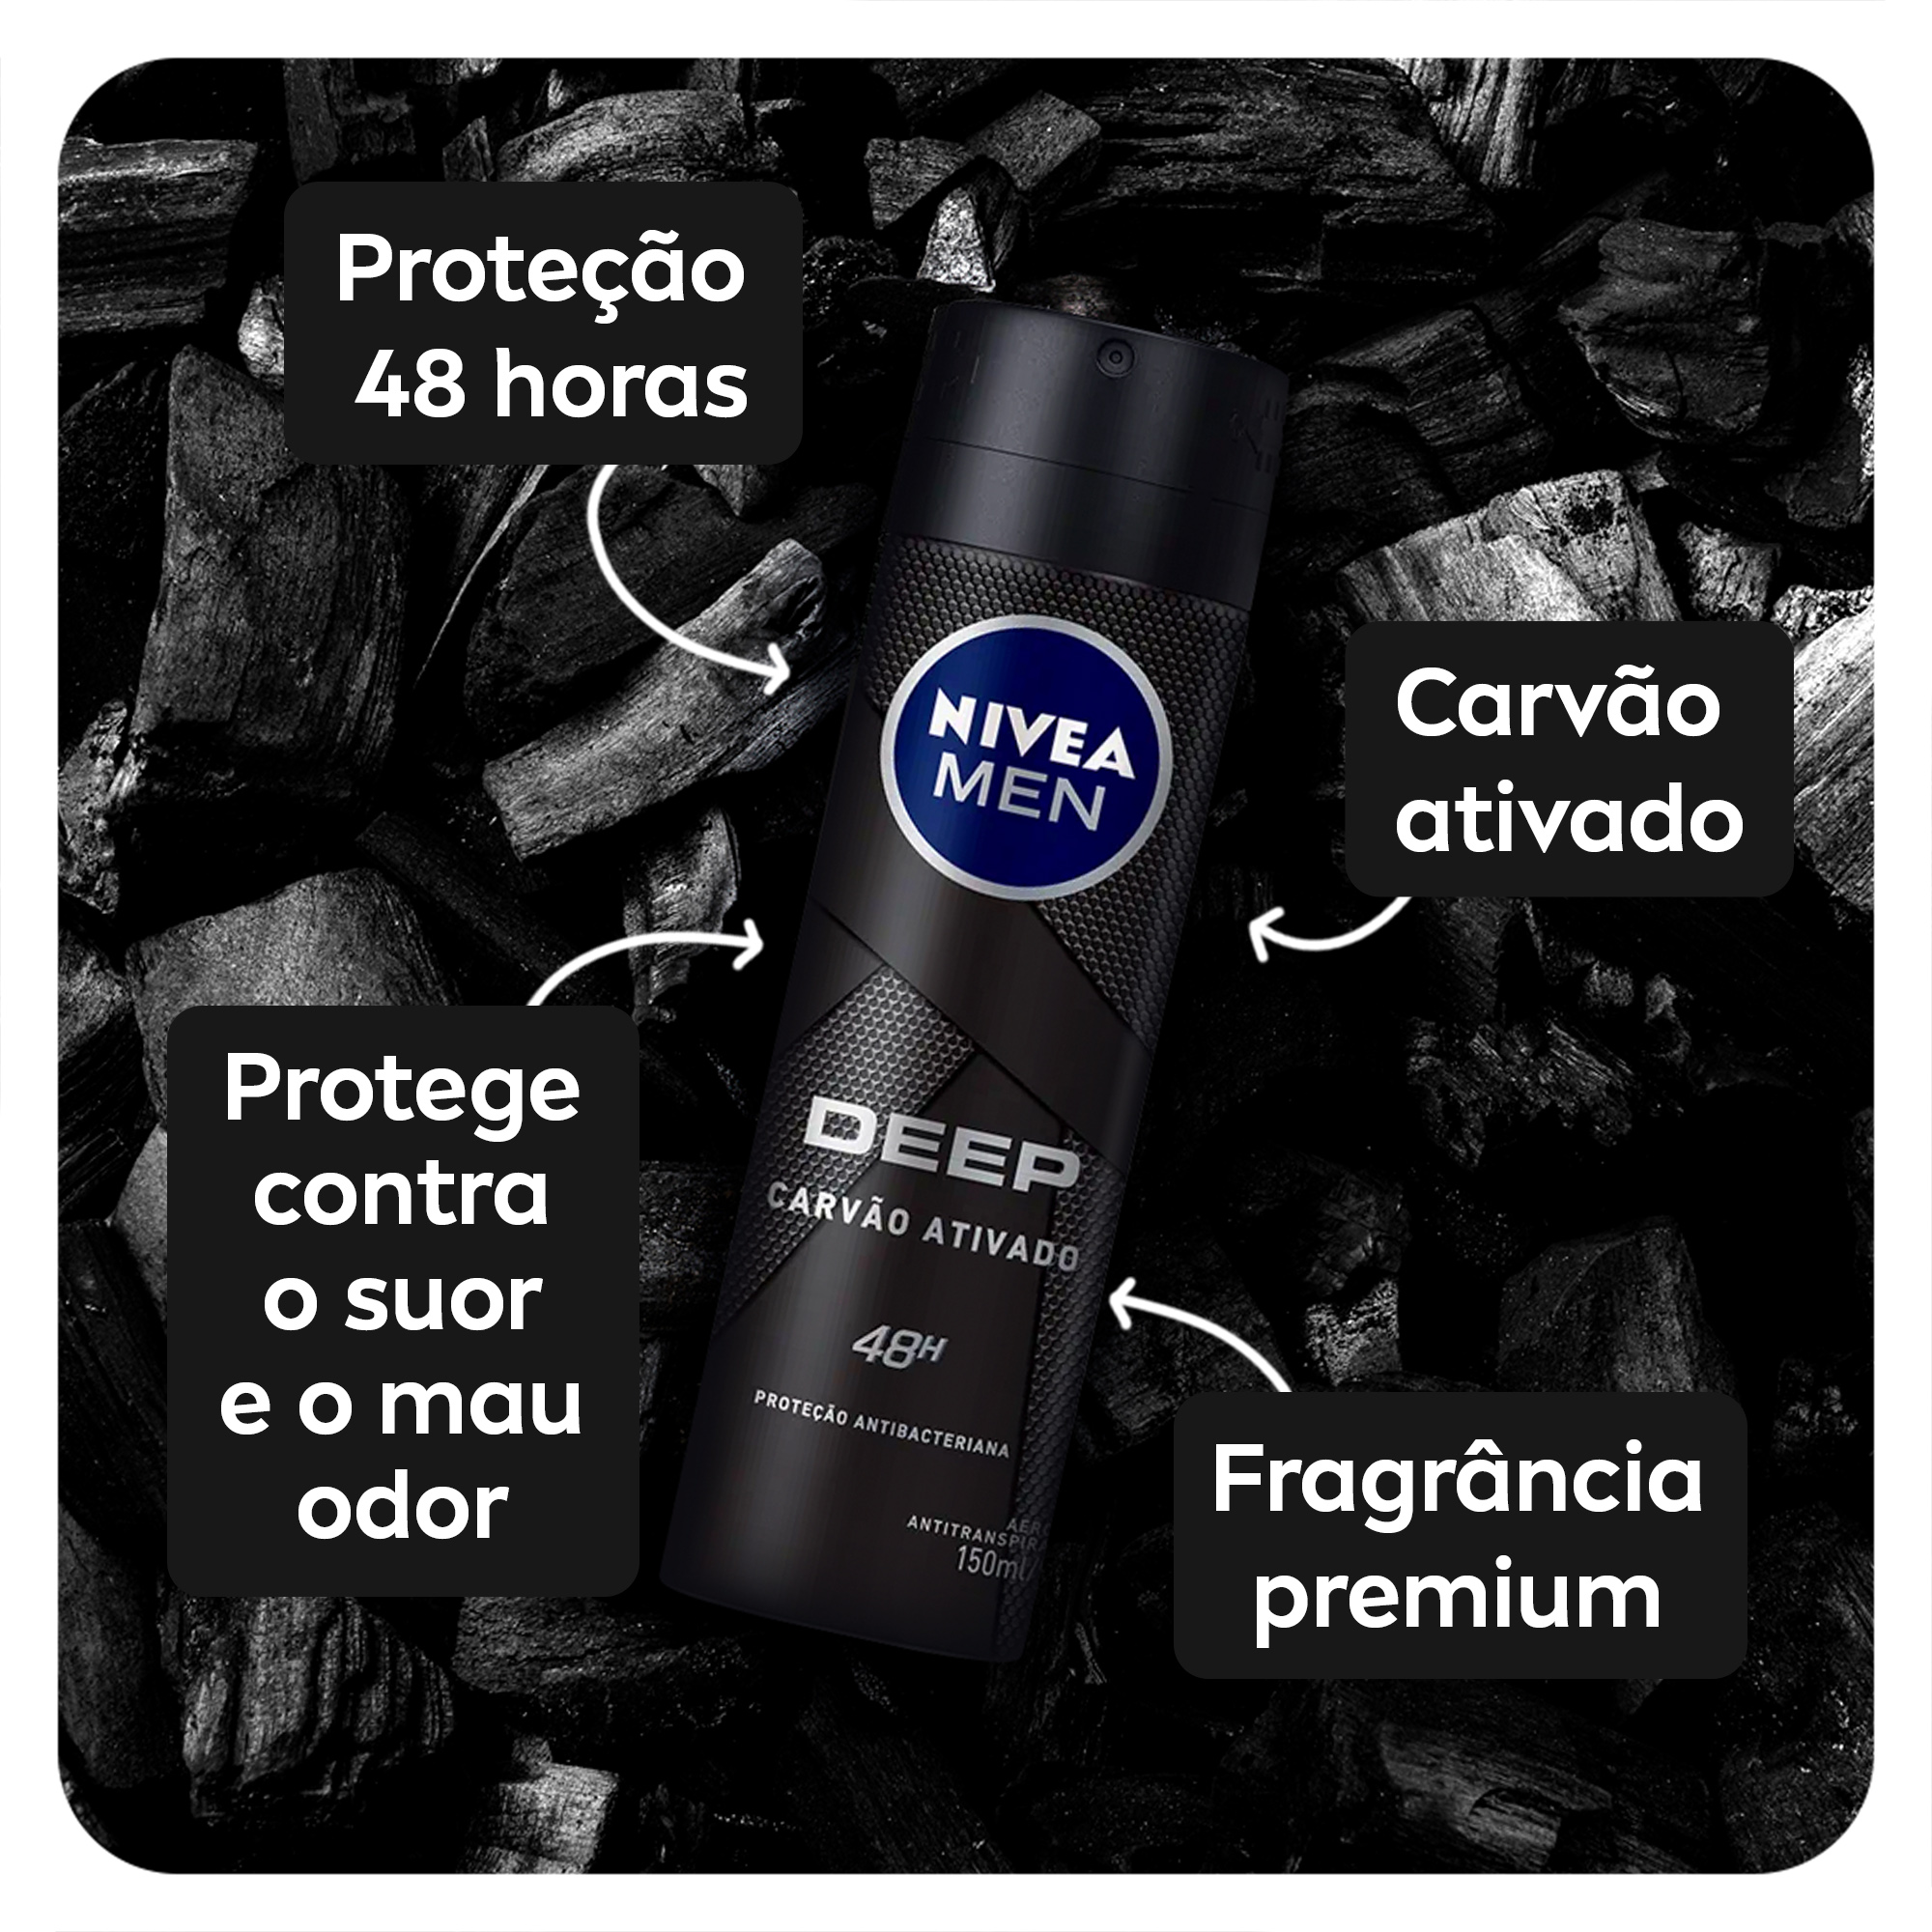 Proteção
48 horas
Carvão
ativado
Protege
contra
o suor
e o mau
odor
Fragrância
premium
NIVEA
MEN
DEEP
CARVÃO ATIVADO
48H
PROTEÇÃO ANTIBACTERIANA
150ml